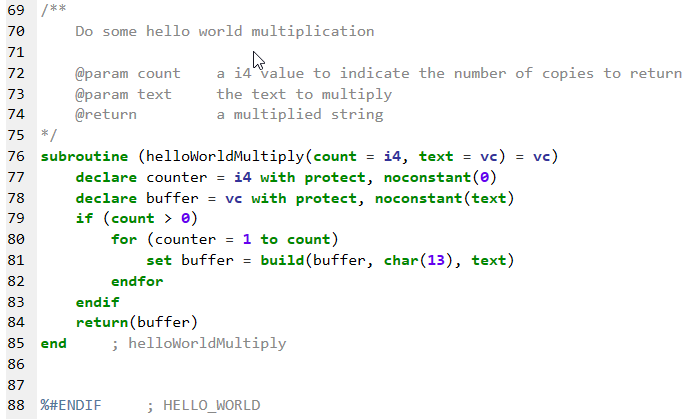 69 /**
70     Do some hello world multiplication
71
72     @param count    a i4 value to indicate the number of copies to return
73     @param text     the text to multiply
74     @return         a multiplied string
75 */
76 subroutine (helloWorldMultiply(count = i4, text = vc) = vc)
77     declare counter = i4 with protect, noconstant(0)
78     declare buffer = vc with protect, noconstant(text)
79     if (count > 0)
80         for (counter = 1 to count)
81             set buffer = build(buffer, char(13), text)
82         endfor
83     endif
84     return(buffer)
85 end     ; helloWorldMultiply
86
87
88 %#ENDIF     ; HELLO_WORLD